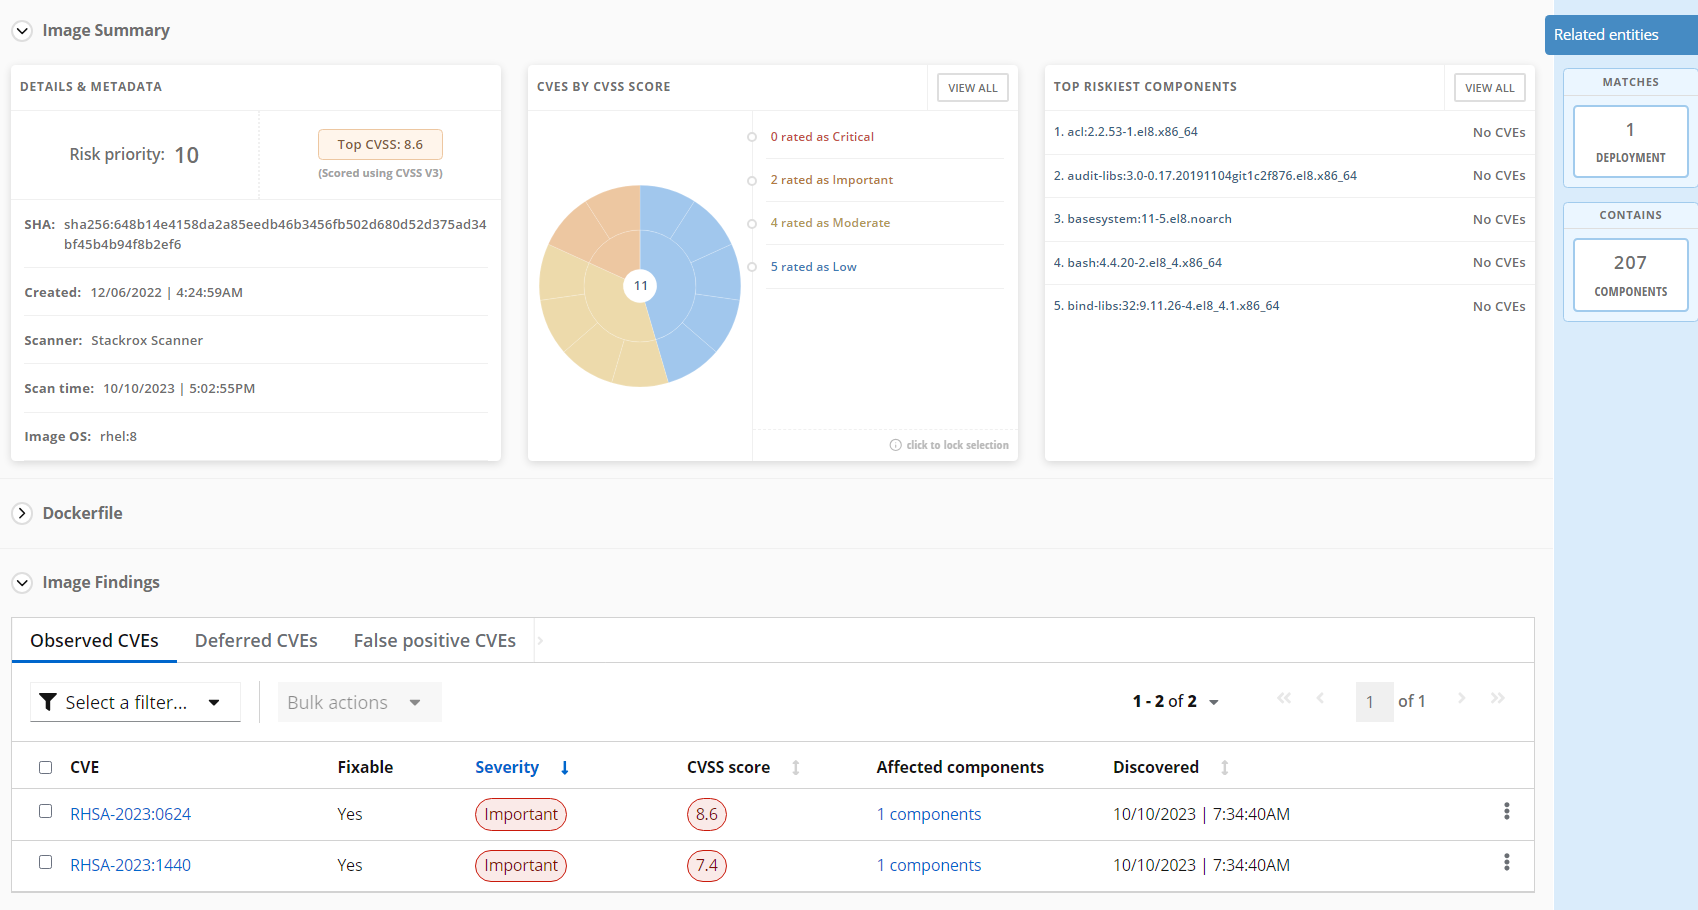 Image Summary
Related entities
DETAILS & METADATA
Risk priority: 10
Top CVSS: 8.6
(Scored using CVSS V3)
SHA: sha256:648b14e4158da2a85eedb46b3456fb502d680d52d375ad34
bf45b4b94f8b2ef6
Created: 12/06/2022 | 4:24:59AM
Scanner: Stackrox Scanner
Scan time: 10/10/2023 | 5:02:55PM
Image OS: rhel:8
CVES BY CVSS SCORE
VIEW ALL
11
0 rated as Critical
2 rated as Important
4 rated as Moderate
5 rated as Low
click to lock selection
TOP RISKIEST COMPONENTS
VIEW ALL
1. acl:2.2.53-1.el8.x86_64 No CVEs
2. audit-libs:3.0-0.17.20191104git1c2f876.el8.x86_64 No CVEs
3. basesystem:11-5.el8.noarch No CVEs
4. bash:4.4.20-2.el8_4.x86_64 No CVEs
5. bind-libs:32:9.11.26-4.el8_4.1.x86_64 No CVEs
MATCHES
1
DEPLOYMENT
CONTAINS
207
COMPONENTS
Dockerfile
Image Findings
Observed CVEs Deferred CVEs False positive CVEs
Select a filter... Bulk actions 1 - 2 of 2 1 of 1
CVE Fixable Severity CVSS score Affected components Discovered
RHSA-2023:0624 Yes Important 8.6 1 components 10/10/2023 | 7:34:40AM
RHSA-2023:1440 Yes Important 7.4 1 components 10/10/2023 | 7:34:40AM